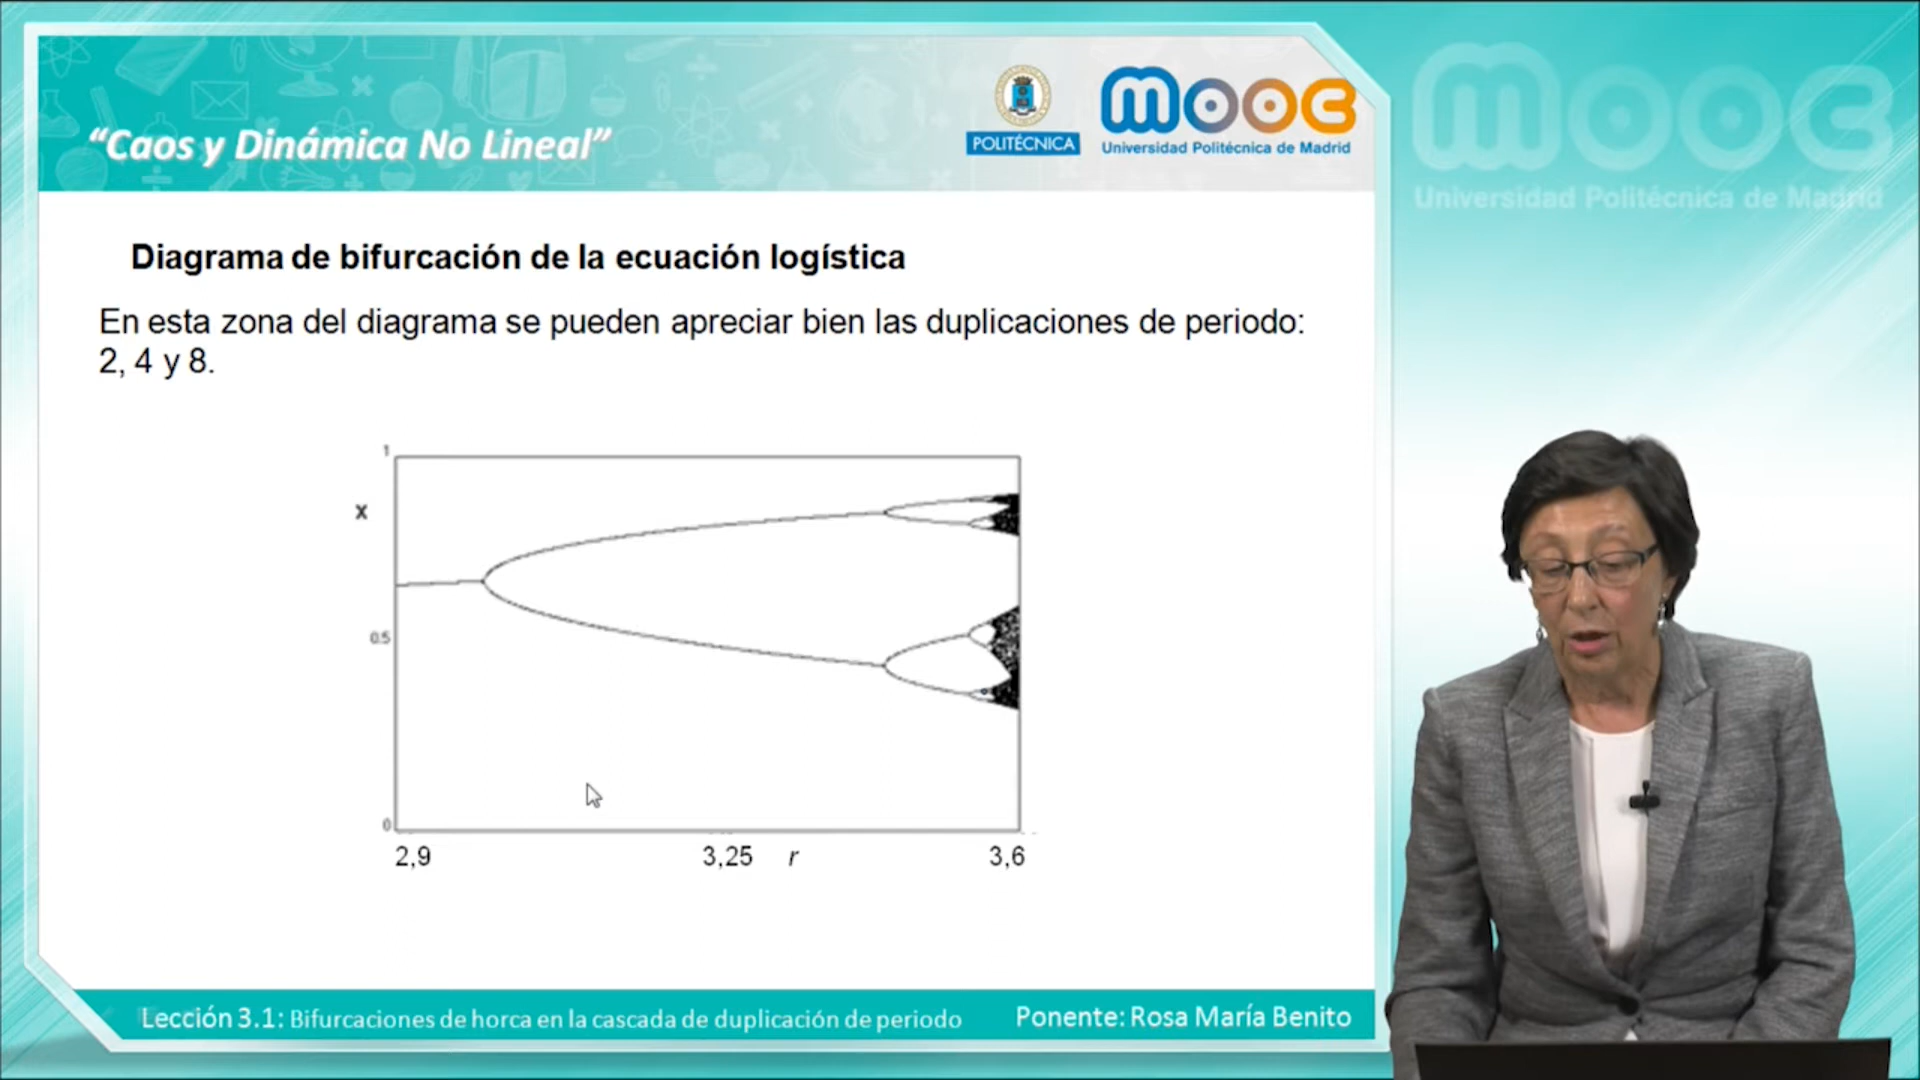 “Caos y Dinámica No Lineal”
POLITÉCNICA
mooc
Universidad Politécnica de Madrid
mooc
Universidad Politécnica de Madrid
Diagrama de bifurcación de la ecuación logística
En esta zona del diagrama se pueden apreciar bien las duplicaciones de periodo:
2, 4 y 8.
1
x
0.5
0
2,9 3,25 r 3,6
Lección 3.1: Bifurcaciones de horca en la cascada de duplicación de periodo Ponente: Rosa María Benito